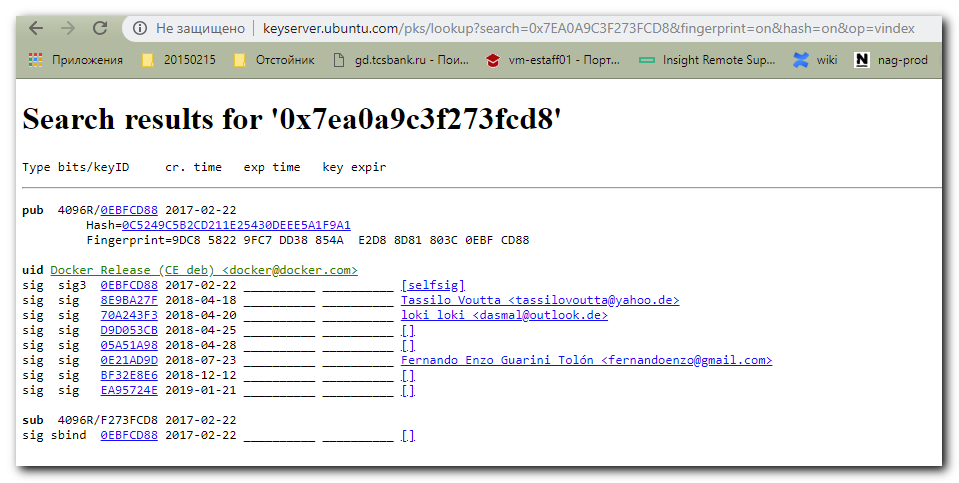 Не защищено | keyserver.ubuntu.com/pks/lookup?search=0x7EA0A9C3F273FCD8&fingerprint=on&hash=on&op=vindex
Приложения 20150215 Отстойник gd.tcsbank.ru - Пои... vm-estaff01 - Порт... Insight Remote Sup... wiki N nag-prod
Search results for '0x7ea0a9c3f273fcd8'
Type bits/keyID cr. time exp time key expir
pub 4096R/0EBFCD88 2017-02-22
Hash=0C5249C5B2CD211E25430DEEE5A1F9A1
Fingerprint=9DC8 5822 9FC7 DD38 854A E2D8 8D81 803C 0EBF CD88
uid Docker Release (CE deb) <docker@docker.com>
sig sig3 0EBFCD88 2017-02-22 __________ __________ [selfsig]
sig sig 8E9BA27F 2018-04-18 __________ __________ Tassilo Voutta <tassilovoutta@yahoo.de>
sig sig 70A243F3 2018-04-20 __________ __________ loki loki <dasmal@outlook.de>
sig sig D9D053CB 2018-04-25 __________ __________ []
sig sig 05A51A98 2018-04-28 __________ __________ []
sig sig 0E21AD9D 2018-07-23 __________ __________ Fernando Enzo Guarini Tolón <fernandoenzo@gmail.com>
sig sig BF32E8E6 2018-12-12 __________ __________ []
sig sig EA95724E 2019-01-21 __________ __________ []
sub 4096R/F273FCD8 2017-02-22
sig sbind 0EBFCD88 2017-02-22 __________ __________ []